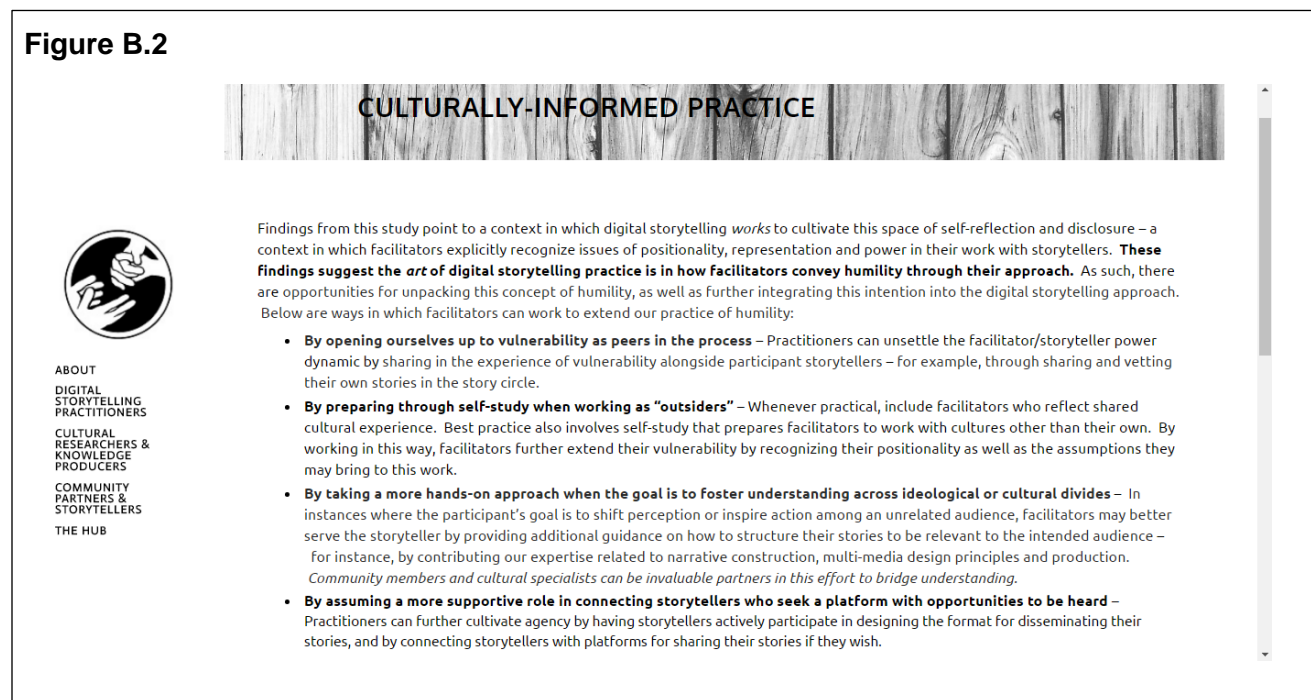 Figure B.2
CULTURALLY-INFORMED PRACTICE
Findings from this study point to a context in which digital storytelling works to cultivate this space of self-reflection and disclosure – a
context in which facilitators explicitly recognize issues of positionality, representation and power in their work with storytellers. These
findings suggest the art of digital storytelling practice is in how facilitators convey humility through their approach. As such, there
are opportunities for unpacking this concept of humility, as well as further integrating this intention into the digital storytelling approach.
Below are ways in which facilitators can work to extend our practice of humility:
• By opening ourselves up to vulnerability as peers in the process – Practitioners can unsettle the facilitator/storyteller power
dynamic by sharing in the experience of vulnerability alongside participant storytellers – for example, through sharing and vetting
their own stories in the story circle.
• By preparing through self-study when working as “outsiders” – Whenever practical, include facilitators who reflect shared
cultural experience. Best practice also involves self-study that prepares facilitators to work with cultures other than their own. By
working in this way, facilitators further extend their vulnerability by recognizing their positionality as well as the assumptions they
may bring to this work.
• By taking a more hands-on approach when the goal is to foster understanding across ideological or cultural divides – In
instances where the participant’s goal is to shift perception or inspire action among an unrelated audience, facilitators may better
serve the storyteller by providing additional guidance on how to structure their stories to be relevant to the intended audience –
for instance, by contributing our expertise related to narrative construction, multi-media design principles and production.
Community members and cultural specialists can be invaluable partners in this effort to bridge understanding.
• By assuming a more supportive role in connecting storytellers who seek a platform with opportunities to be heard –
Practitioners can further cultivate agency by having storytellers actively participate in designing the format for disseminating their
stories, and by connecting storytellers with platforms for sharing their stories if they wish.
ABOUT
DIGITAL
STORYTELLING
PRACTITIONERS
CULTURAL
RESEARCHERS &
KNOWLEDGE
PRODUCERS
COMMUNITY
PARTNERS &
STORYTELLERS
THE HUB